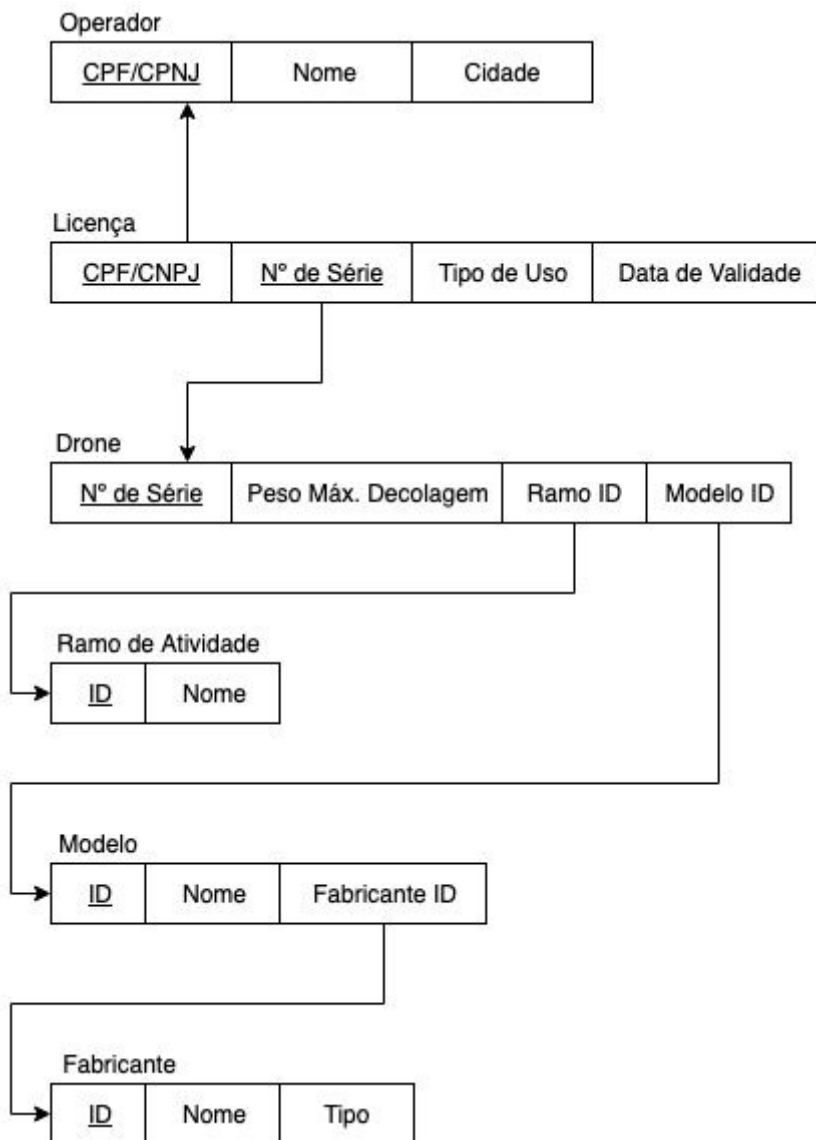 Operador
CPF/CPNJ Nome Cidade
Licença
CPF/CNPJ Nº de Série Tipo de Uso Data de Validade
Drone
Nº de Série Peso Máx. Decolagem Ramo ID Modelo ID
Ramo de Atividade
ID Nome
Modelo
ID Nome Fabricante ID
Fabricante
ID Nome Tipo